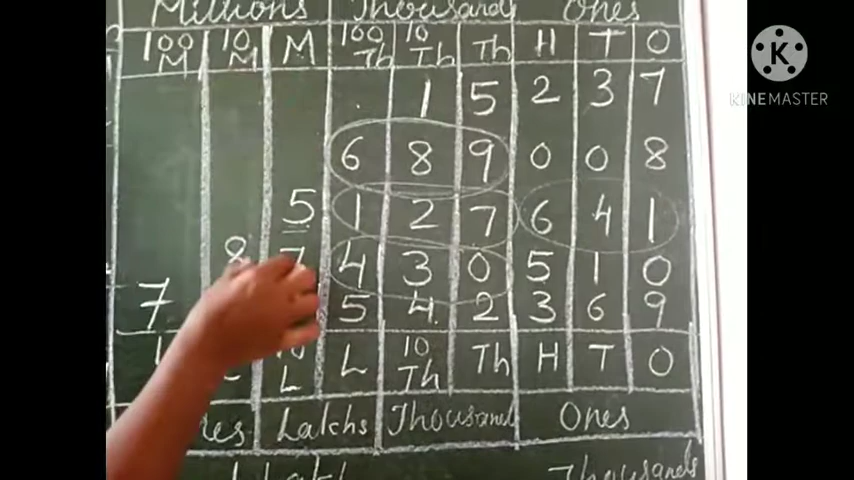 Millions Thousands Ones
100 M 10 M M 100 Th 10 Th Th H T O
1 5 2 3 7
6 8 9 0 0 8
5 1 2 7 6 4 1
8 7 4 3 0 5 1 0
7 5 4 2 3 6 9
10 L L 10 Th Th H T O
Lakhs Thousand Ones
Thousands
K
KINEMASTER